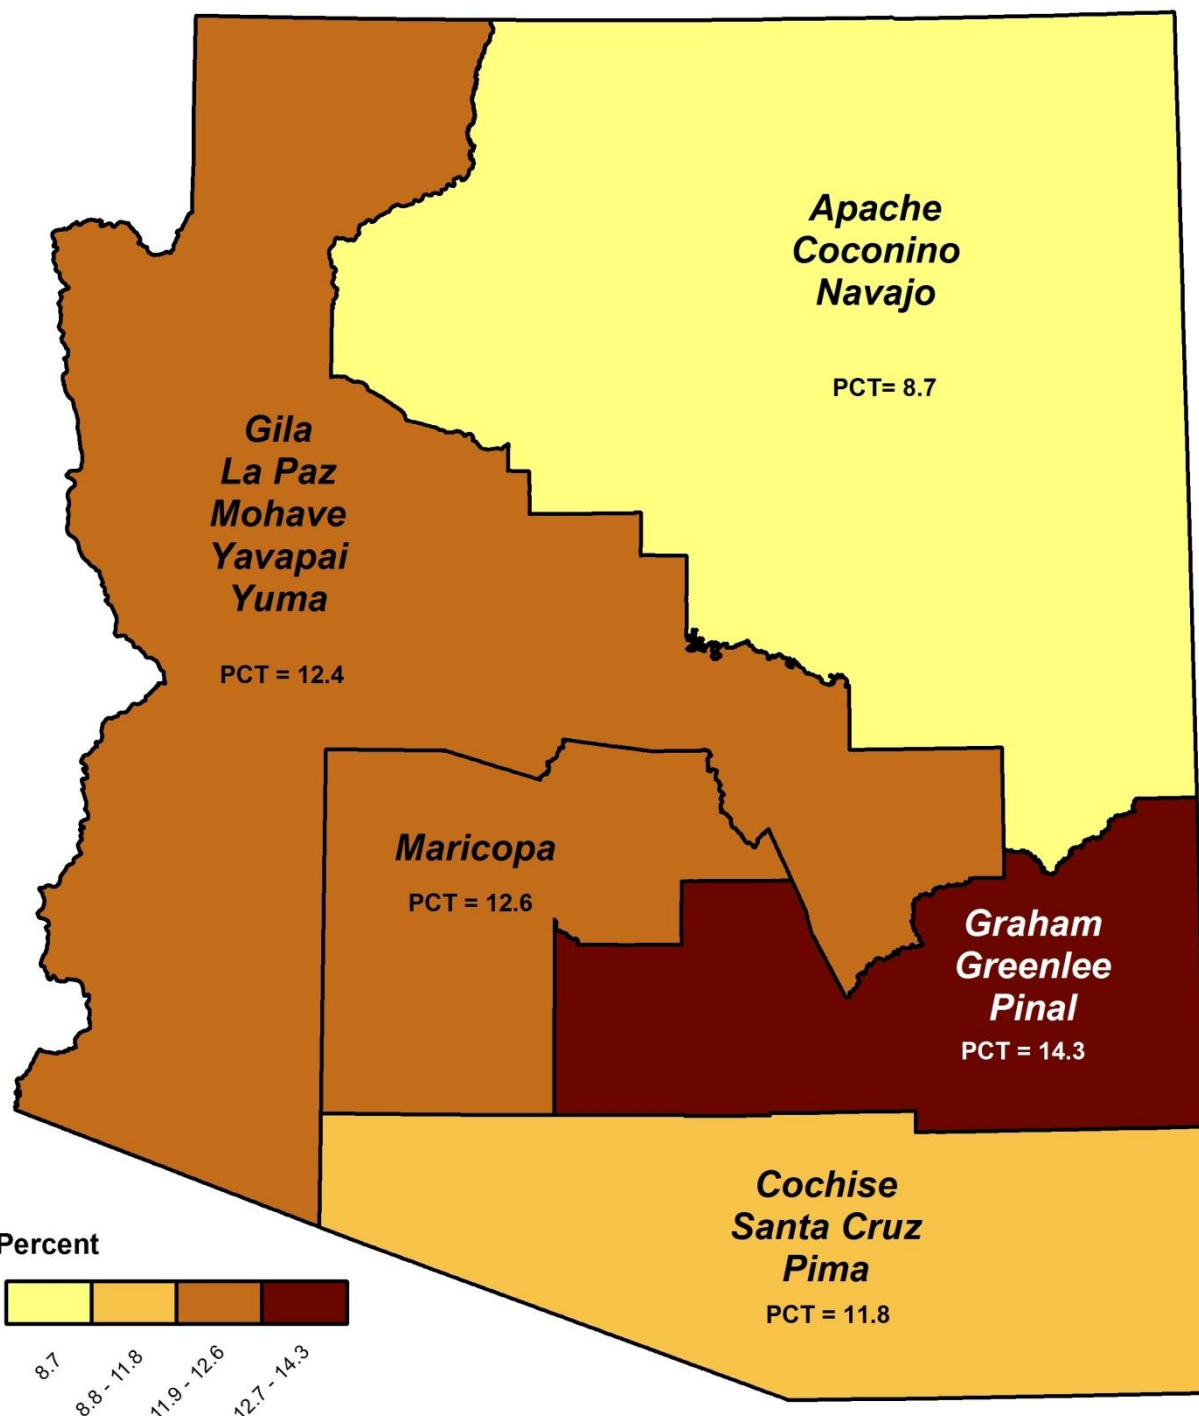 Apache
Coconino
Navajo
PCT= 8.7
Gila
La Paz
Mohave
Yavapai
Yuma
PCT = 12.4
Maricopa
PCT = 12.6
Graham
Greenlee
Pinal
PCT = 14.3
Cochise
Santa Cruz
Pima
PCT = 11.8
Percent
8.7
8.8 - 11.8
11.9 - 12.6
12.7 - 14.3